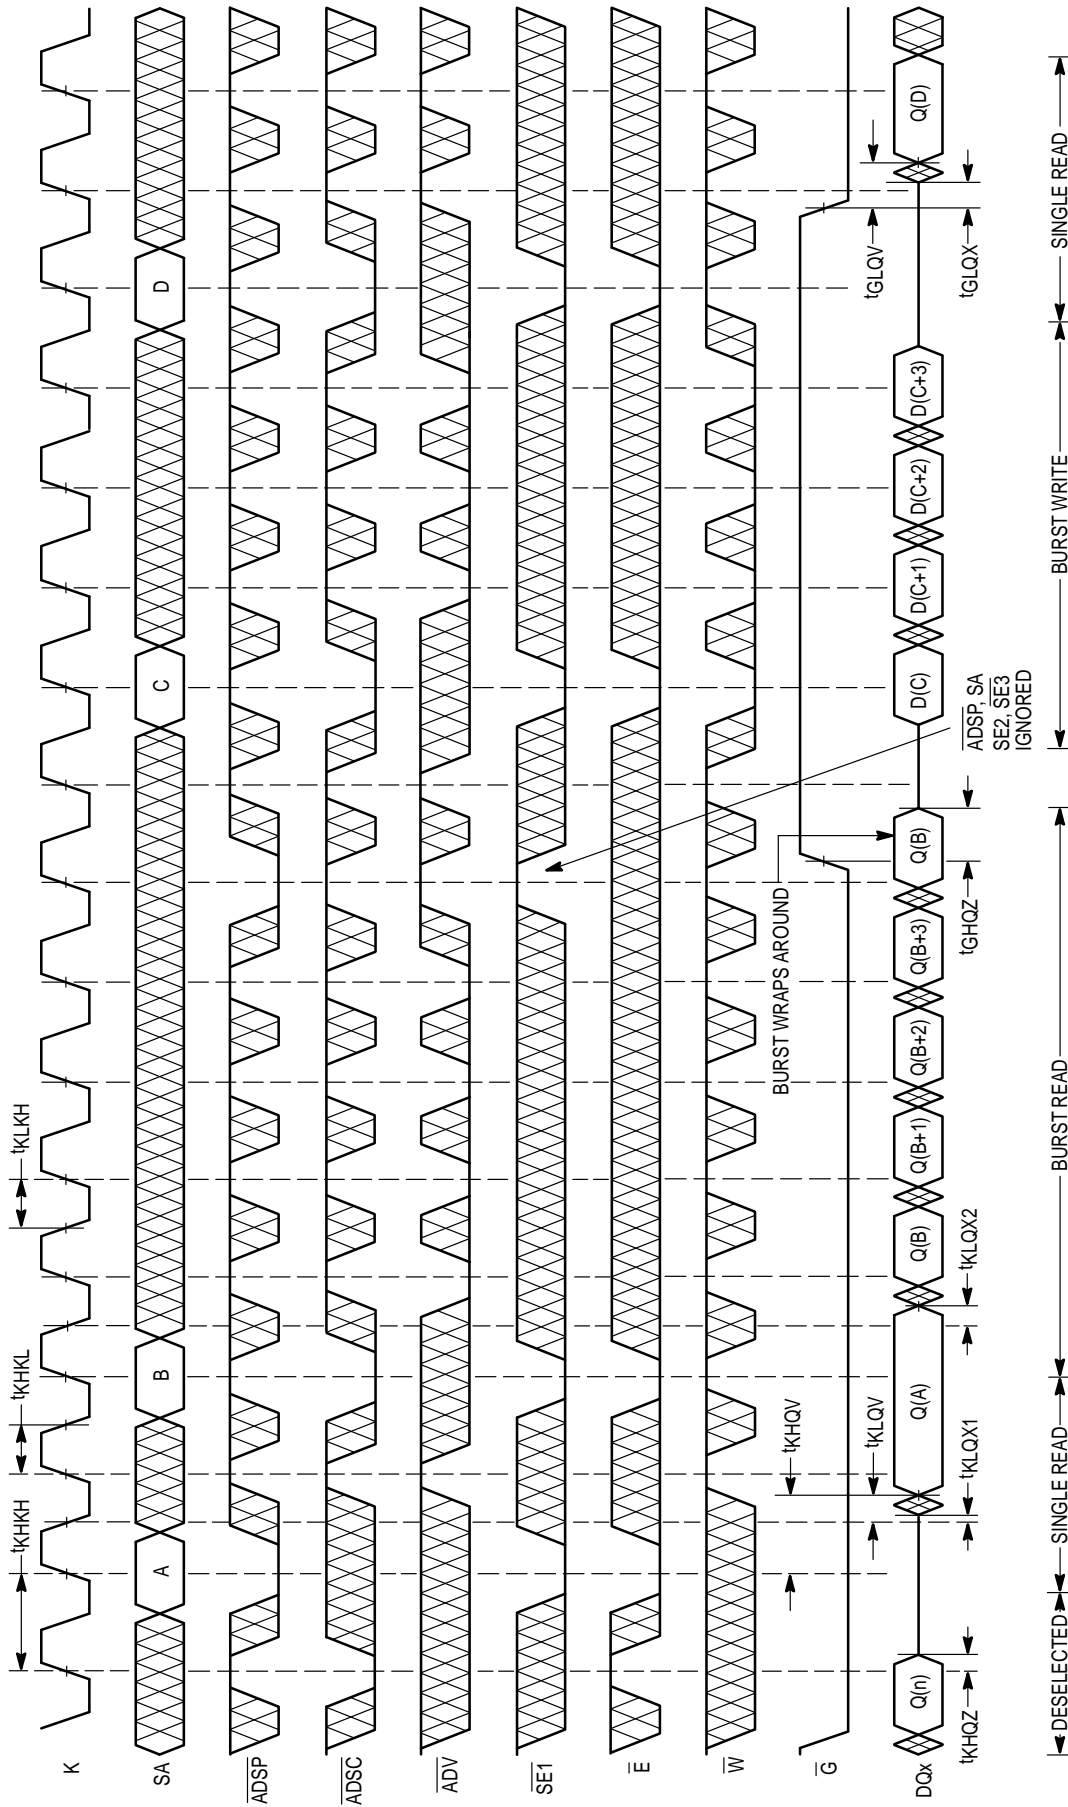 tKHKH
tKHKL
tKLKH
K
SA
A
B
C
D
ADSP
ADSC
ADV
SE1
E
W
G
tKHQV
tKLQV
BURST WRAPS AROUND
ADSP, SA
SE2, SE3
IGNORED
tGLQV
DQx
Q(n)
Q(A)
Q(B)
Q(B+1)
Q(B+2)
Q(B+3)
Q(B)
D(C)
D(C+1)
D(C+2)
D(C+3)
Q(D)
tKHQZ
tKLQX1
tKLQX2
tGHQZ
tGLQX
DESELECTED
SINGLE READ
BURST READ
BURST WRITE
SINGLE READ